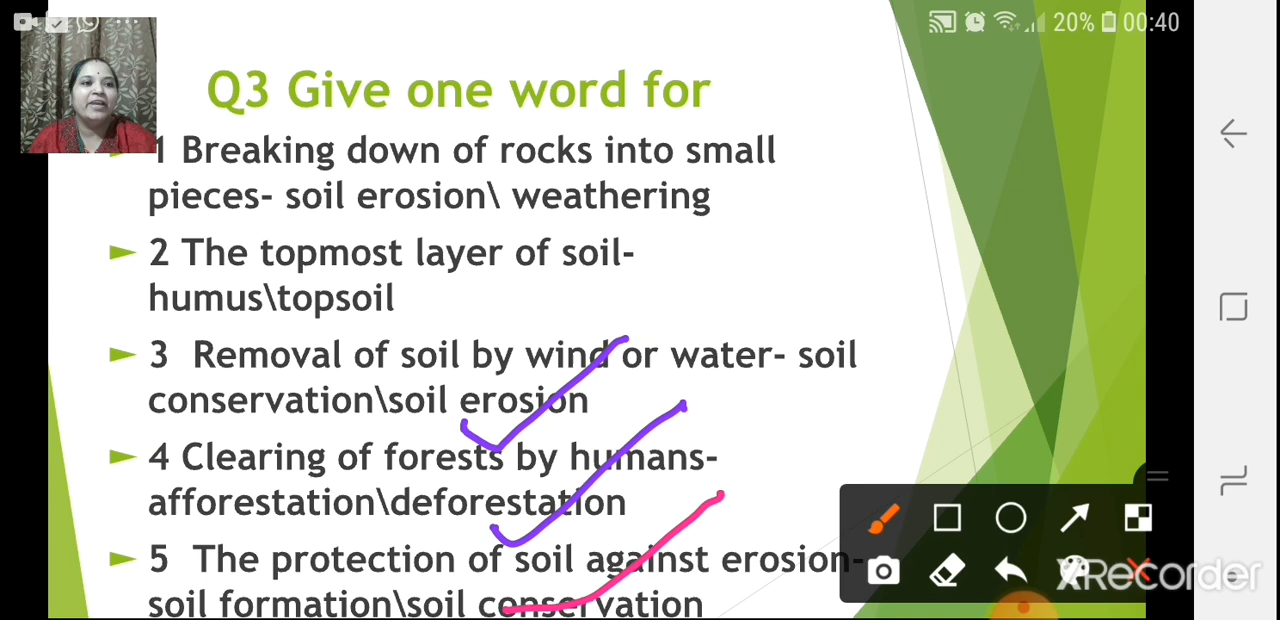 20% 00:40
Q3 Give one word for
1 Breaking down of rocks into small
pieces- soil erosion\ weathering
2 The topmost layer of soil-
humus\topsoil
3 Removal of soil by wind or water- soil
conservation\soil erosion
4 Clearing of forests by humans-
afforestation\deforestation
5 The protection of soil against erosion-
soil formation\soil conservation
XRecorder